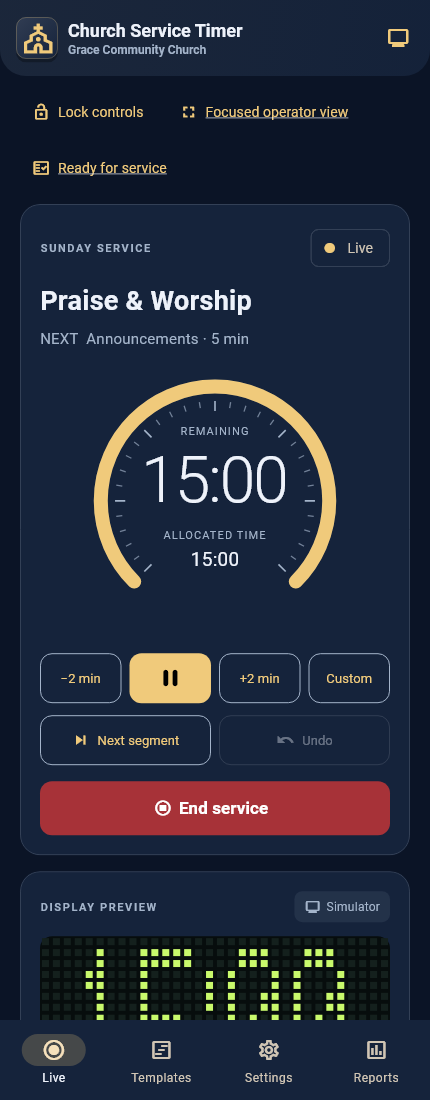 Church Service Timer
Grace Community Church
Lock controls
Focused operator view
Ready for service
SUNDAY SERVICE
Live
Praise & Worship
NEXT Announcements · 5 min
REMAINING
15:00
ALLOCATED TIME
15:00
−2 min
+2 min
Custom
Next segment
Undo
End service
DISPLAY PREVIEW
Simulator
Live
Templates
Settings
Reports